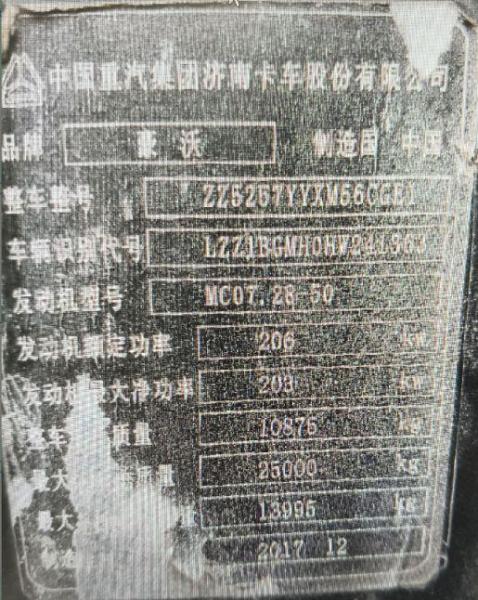 中国重汽集团济南卡车股份有限公司
品牌 豪沃 制造国 中国
整车型号
车辆识别代号
发动机型号 MC07.28-50
发动机额定功率 206 kw
发动机最大净功率 203 kw
整车 质量 10875 kg
最大 质量 25000 kg
最大 13995 kg
2017 12